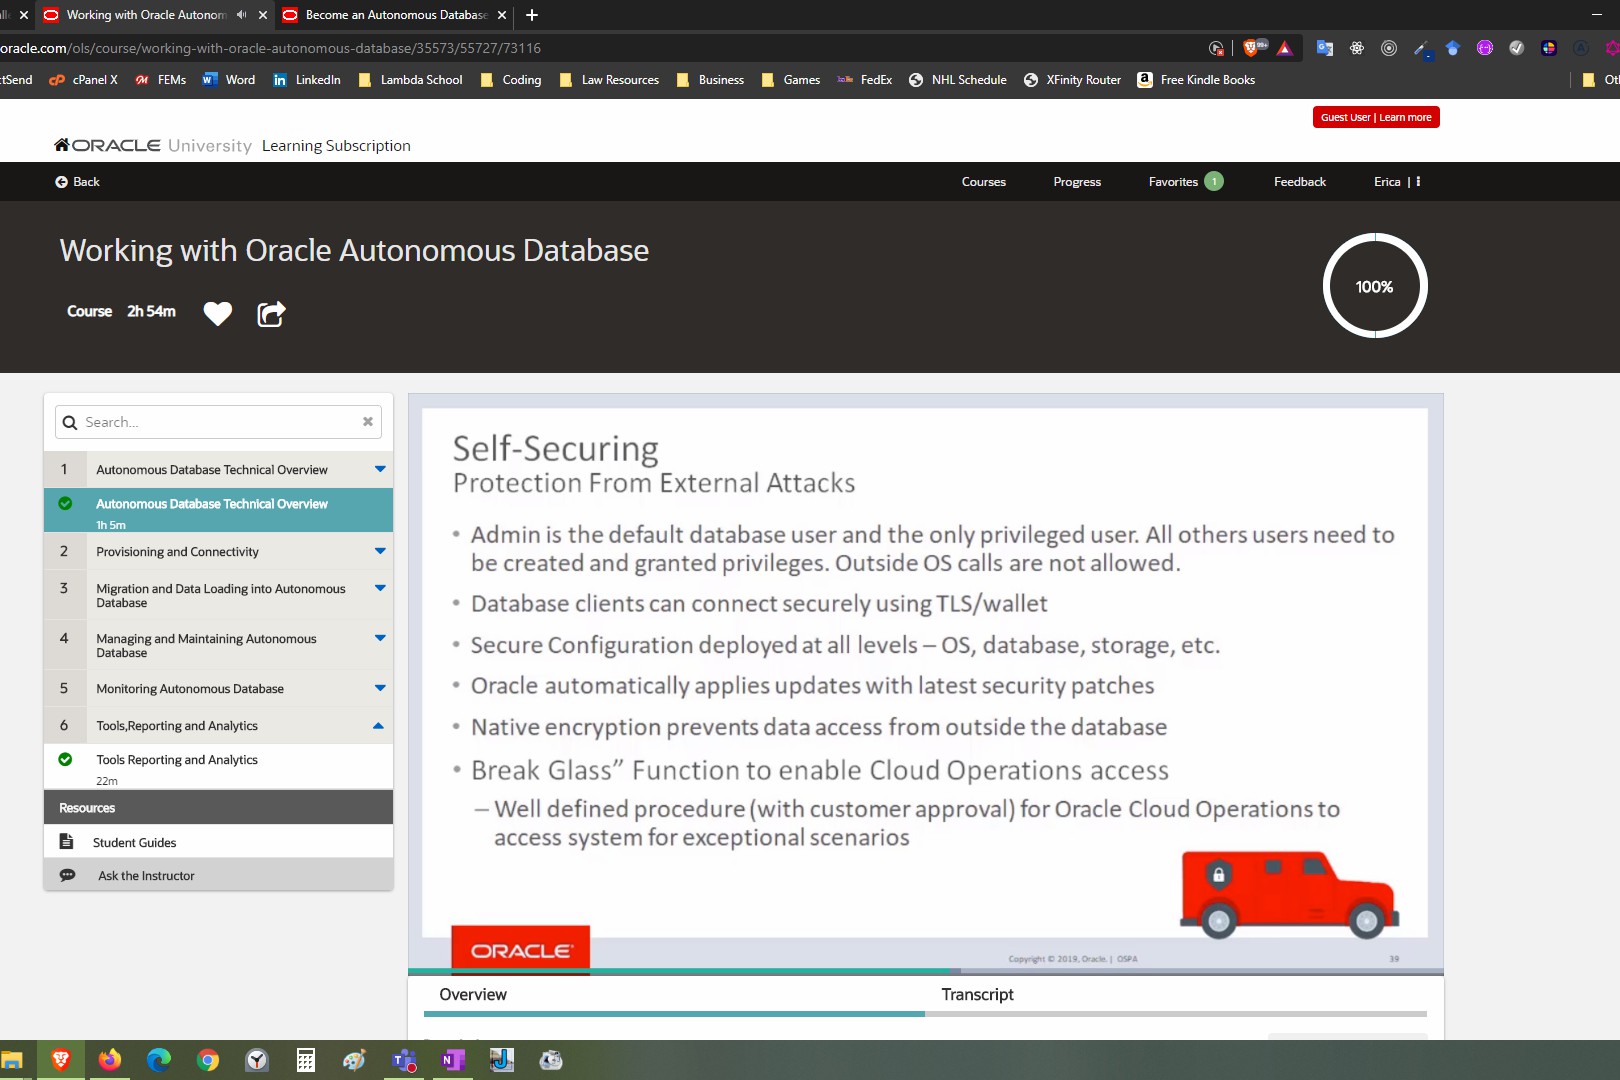 Working with Oracle Autonom
Become an Autonomous Database
oracle.com/ols/course/working-with-oracle-autonomous-database/35573/55727/73116
99+
ctSend
cPanel X
FEMs
Word
LinkedIn
Lambda School
Coding
Law Resources
Business
Games
FedEx
NHL Schedule
XFinity Router
Free Kindle Books
Guest User | Learn more
ORACLE University Learning Subscription
Back
Courses
Progress
Favorites 1
Feedback
Erica |
Working with Oracle Autonomous Database
Course 2h 54m
100%
Search...
1 Autonomous Database Technical Overview
Autonomous Database Technical Overview
1h 5m
2 Provisioning and Connectivity
3 Migration and Data Loading into Autonomous
Database
4 Managing and Maintaining Autonomous
Database
5 Monitoring Autonomous Database
6 Tools,Reporting and Analytics
Tools Reporting and Analytics
22m
Resources
Student Guides
Ask the Instructor
Self-Securing
Protection From External Attacks
• Admin is the default database user and the only privileged user. All others users need to
be created and granted privileges. Outside OS calls are not allowed.
• Database clients can connect securely using TLS/wallet
• Secure Configuration deployed at all levels – OS, database, storage, etc.
• Oracle automatically applies updates with latest security patches
• Native encryption prevents data access from outside the database
• Break Glass” Function to enable Cloud Operations access
– Well defined procedure (with customer approval) for Oracle Cloud Operations to
access system for exceptional scenarios
ORACLE
Copyright © 2019, Oracle. | OSPA
39
Overview
Transcript